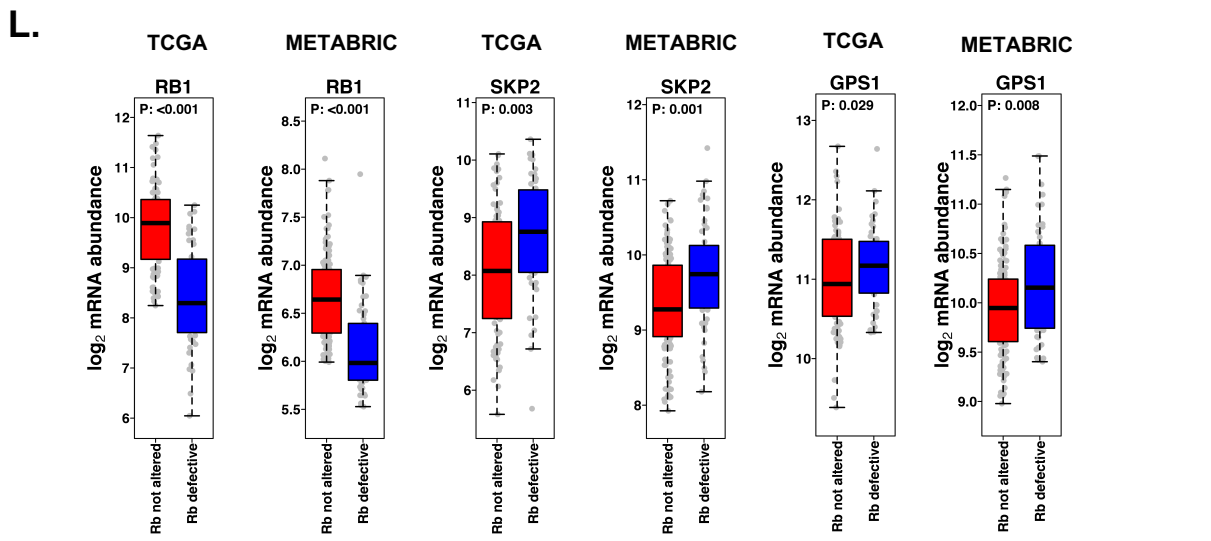 L.
TCGA
RB1
P: <0.001
log2 mRNA abundance
12
11
10
9
8
7
6
Rb not altered
Rb defective
METABRIC
RB1
P: <0.001
log2 mRNA abundance
8.5
8.0
7.5
7.0
6.5
6.0
5.5
Rb not altered
Rb defective
TCGA
SKP2
P: 0.003
log2 mRNA abundance
11
10
9
8
7
6
Rb not altered
Rb defective
METABRIC
SKP2
P: 0.001
log2 mRNA abundance
12
11
10
9
8
Rb not altered
Rb defective
TCGA
GPS1
P: 0.029
log2 mRNA abundance
13
12
11
10
Rb not altered
Rb defective
METABRIC
GPS1
P: 0.008
log2 mRNA abundance
12.0
11.5
11.0
10.5
10.0
9.5
9.0
Rb not altered
Rb defective